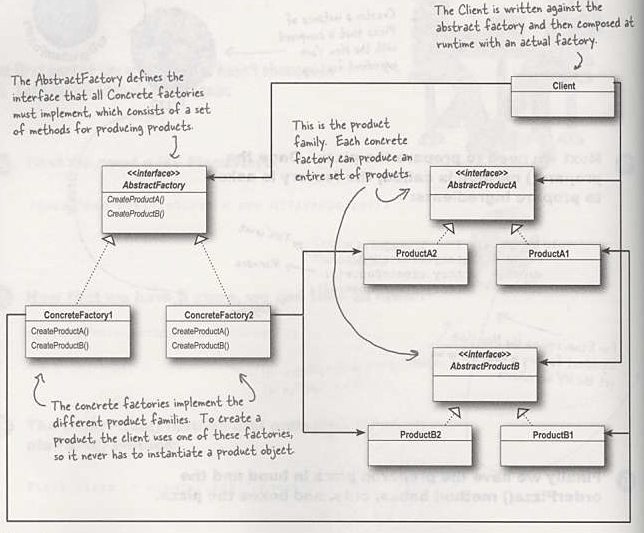 The Client is written against the
abstract factory and then composed at
runtime with an actual factory.
Client
The AbstractFactory defines the
interface that all Concrete factories
must implement, which consists of a set
of methods for producing products.
This is the product
family. Each concrete
factory can produce an
entire set of products.
<<interface>>
AbstractFactory
CreateProductA()
CreateProductB()
<<interface>>
AbstractProductA
ProductA2
ProductA1
ConcreteFactory1
CreateProductA()
CreateProductB()
ConcreteFactory2
CreateProductA()
CreateProductB()
<<interface>>
AbstractProductB
ProductB2
ProductB1
The concrete factories implement the
different product families. To create a
product, the client uses one of these factories,
so it never has to instantiate a product object.